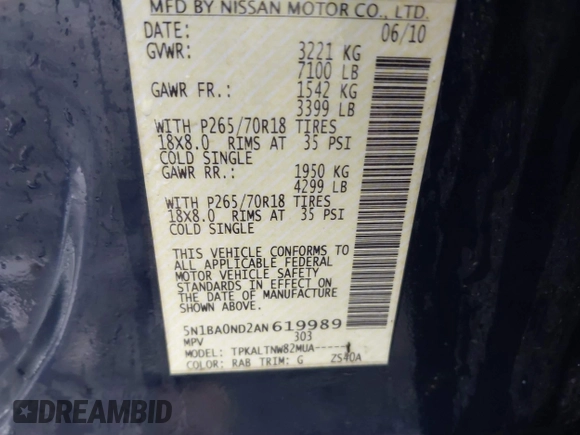 MFD BY NISSAN MOTOR CO., LTD.
DATE: 06/10
GVWR: 3221 KG
7100 LB
GAWR FR.: 1542 KG
3399 LB
WITH P265/70R18 TIRES
18X8.0 RIMS AT 35 PSI
COLD SINGLE
GAWR RR.: 1950 KG
4299 LB
WITH P265/70R18 TIRES
18X8.0 RIMS AT 35 PSI
COLD SINGLE
THIS VEHICLE CONFORMS TO
ALL APPLICABLE FEDERAL
MOTOR VEHICLE SAFETY
STANDARDS IN EFFECT ON
THE DATE OF MANUFACTURE
SHOWN ABOVE.
5N1BA0ND2AN619989
MPV 303
MODEL: TPKALTNW82MUA-----
COLOR: RAB TRIM: G ZS40A
DREAMBID
DREAMBID.COM